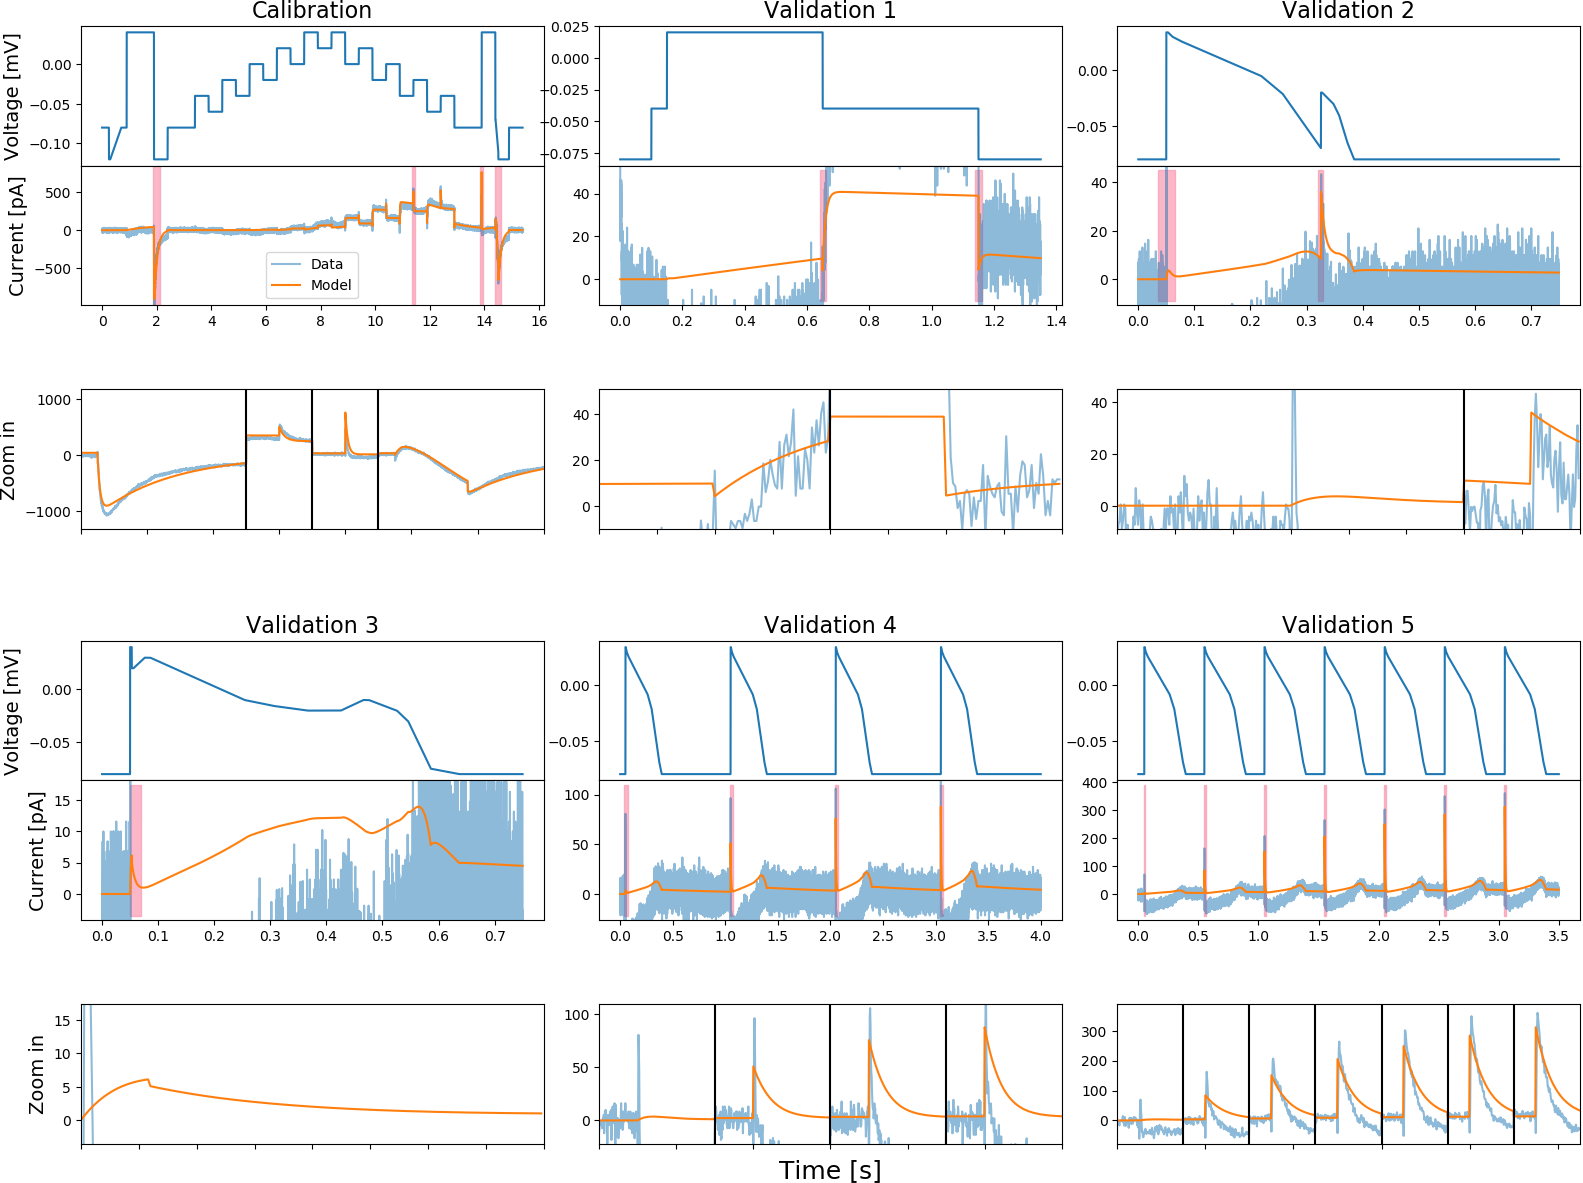 Calibration
Validation 1
Validation 2
Voltage [mV]
0.00
−0.05
−0.10
0.025
0.000
−0.025
−0.050
−0.075
0.00
−0.05
Current [pA]
500
0
−500
Data
Model
40
20
0
40
20
0
0 2 4 6 8 10 12 14 16
0.0 0.2 0.4 0.6 0.8 1.0 1.2 1.4
0.0 0.1 0.2 0.3 0.4 0.5 0.6 0.7
Zoom in
1000
0
−1000
40
20
0
40
20
0
Validation 3
Validation 4
Validation 5
Voltage [mV]
0.00
−0.05
0.00
−0.05
0.00
−0.05
Current [pA]
15
10
5
0
100
50
0
400
300
200
100
0
0.0 0.1 0.2 0.3 0.4 0.5 0.6 0.7
0.0 0.5 1.0 1.5 2.0 2.5 3.0 3.5 4.0
0.0 0.5 1.0 1.5 2.0 2.5 3.0 3.5
Zoom in
15
10
5
0
100
50
0
300
200
100
0
Time [s]